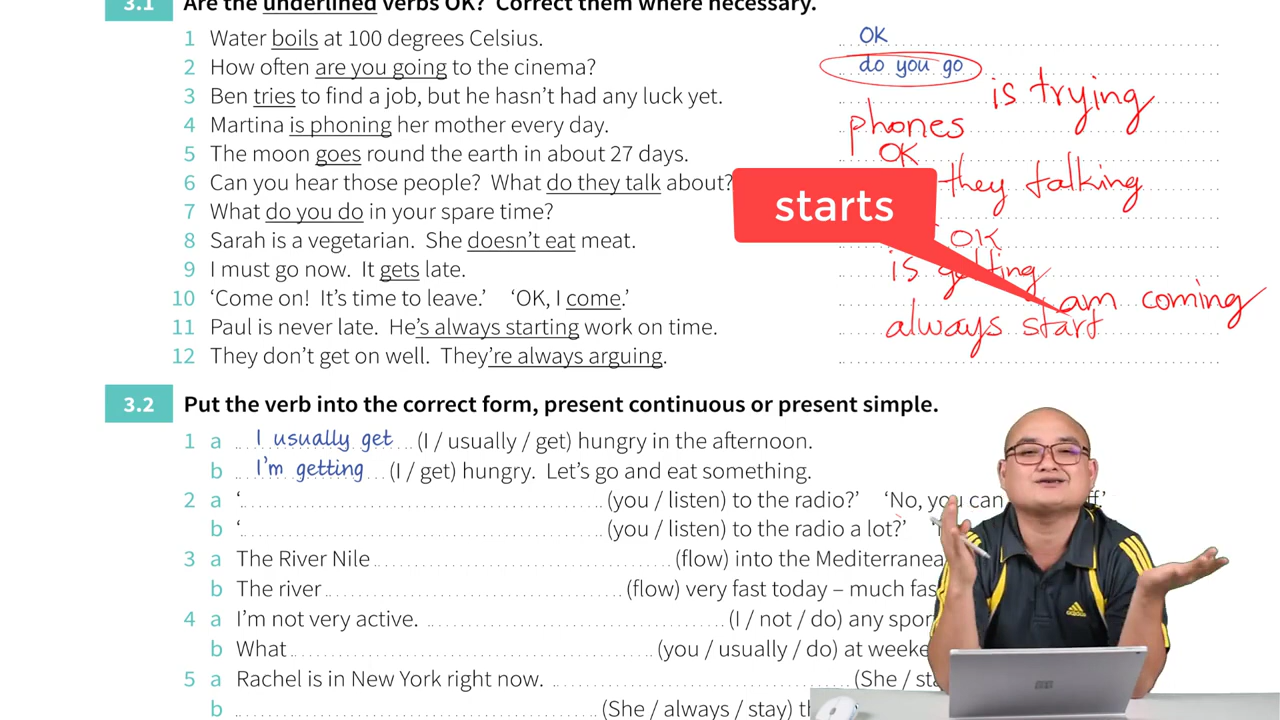 3.1 Are the underlined verbs OK? Correct them where necessary.
1 Water boils at 100 degrees Celsius. OK
2 How often are you going to the cinema? do you go
3 Ben tries to find a job, but he hasn't had any luck yet. is trying
4 Martina is phoning her mother every day. phones
5 The moon goes round the earth in about 27 days. OK
6 Can you hear those people? What do they talk about? they talking
starts
7 What do you do in your spare time?
8 Sarah is a vegetarian. She doesn't eat meat. OK
9 I must go now. It gets late. is getting
10 'Come on! It's time to leave.' 'OK, I come.' am coming
11 Paul is never late. He's always starting work on time. always start
12 They don't get on well. They're always arguing.
3.2 Put the verb into the correct form, present continuous or present simple.
1 a I usually get (I / usually / get) hungry in the afternoon.
b I'm getting (I / get) hungry. Let's go and eat something.
2 a ' (you / listen) to the radio?' 'No, you can ff.'
b ' (you / listen) to the radio a lot?'
3 a The River Nile (flow) into the Mediterranea
b The river (flow) very fast today – much fas
4 a I'm not very active. (I / not / do) any spor
b What (you / usually / do) at weeke
5 a Rachel is in New York right now. (She / sta
b (She / always / stay) th
adidas